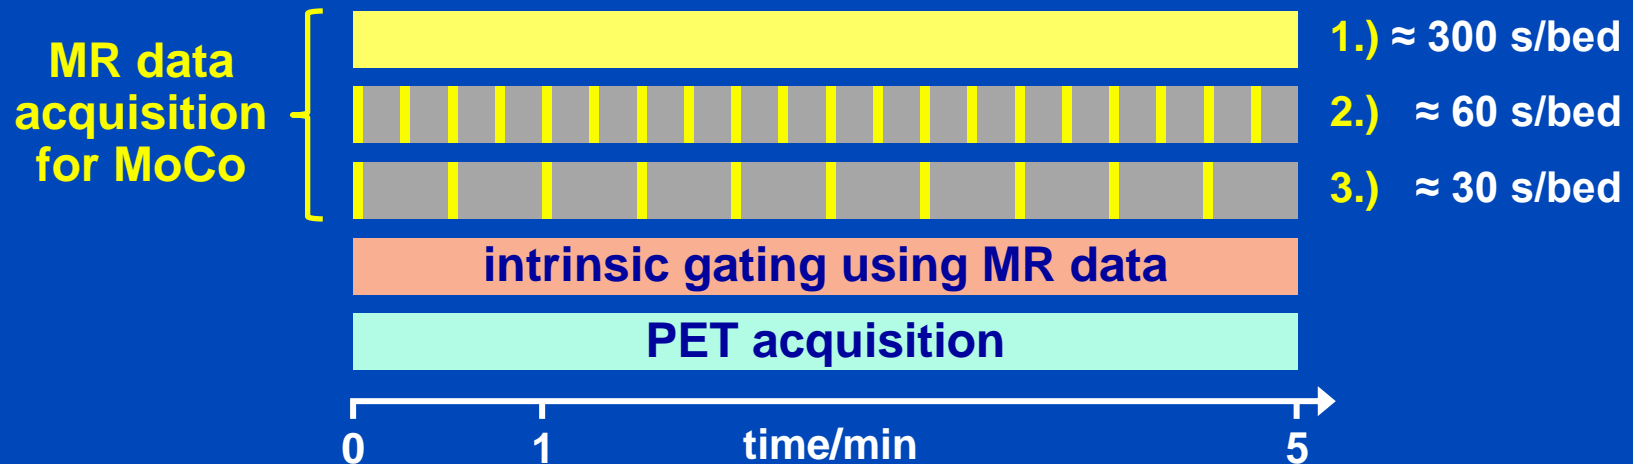 MR data
acquisition
for MoCo
1.) ≈ 300 s/bed
2.) ≈ 60 s/bed
3.) ≈ 30 s/bed
intrinsic gating using MR data
PET acquisition
0 1 time/min 5